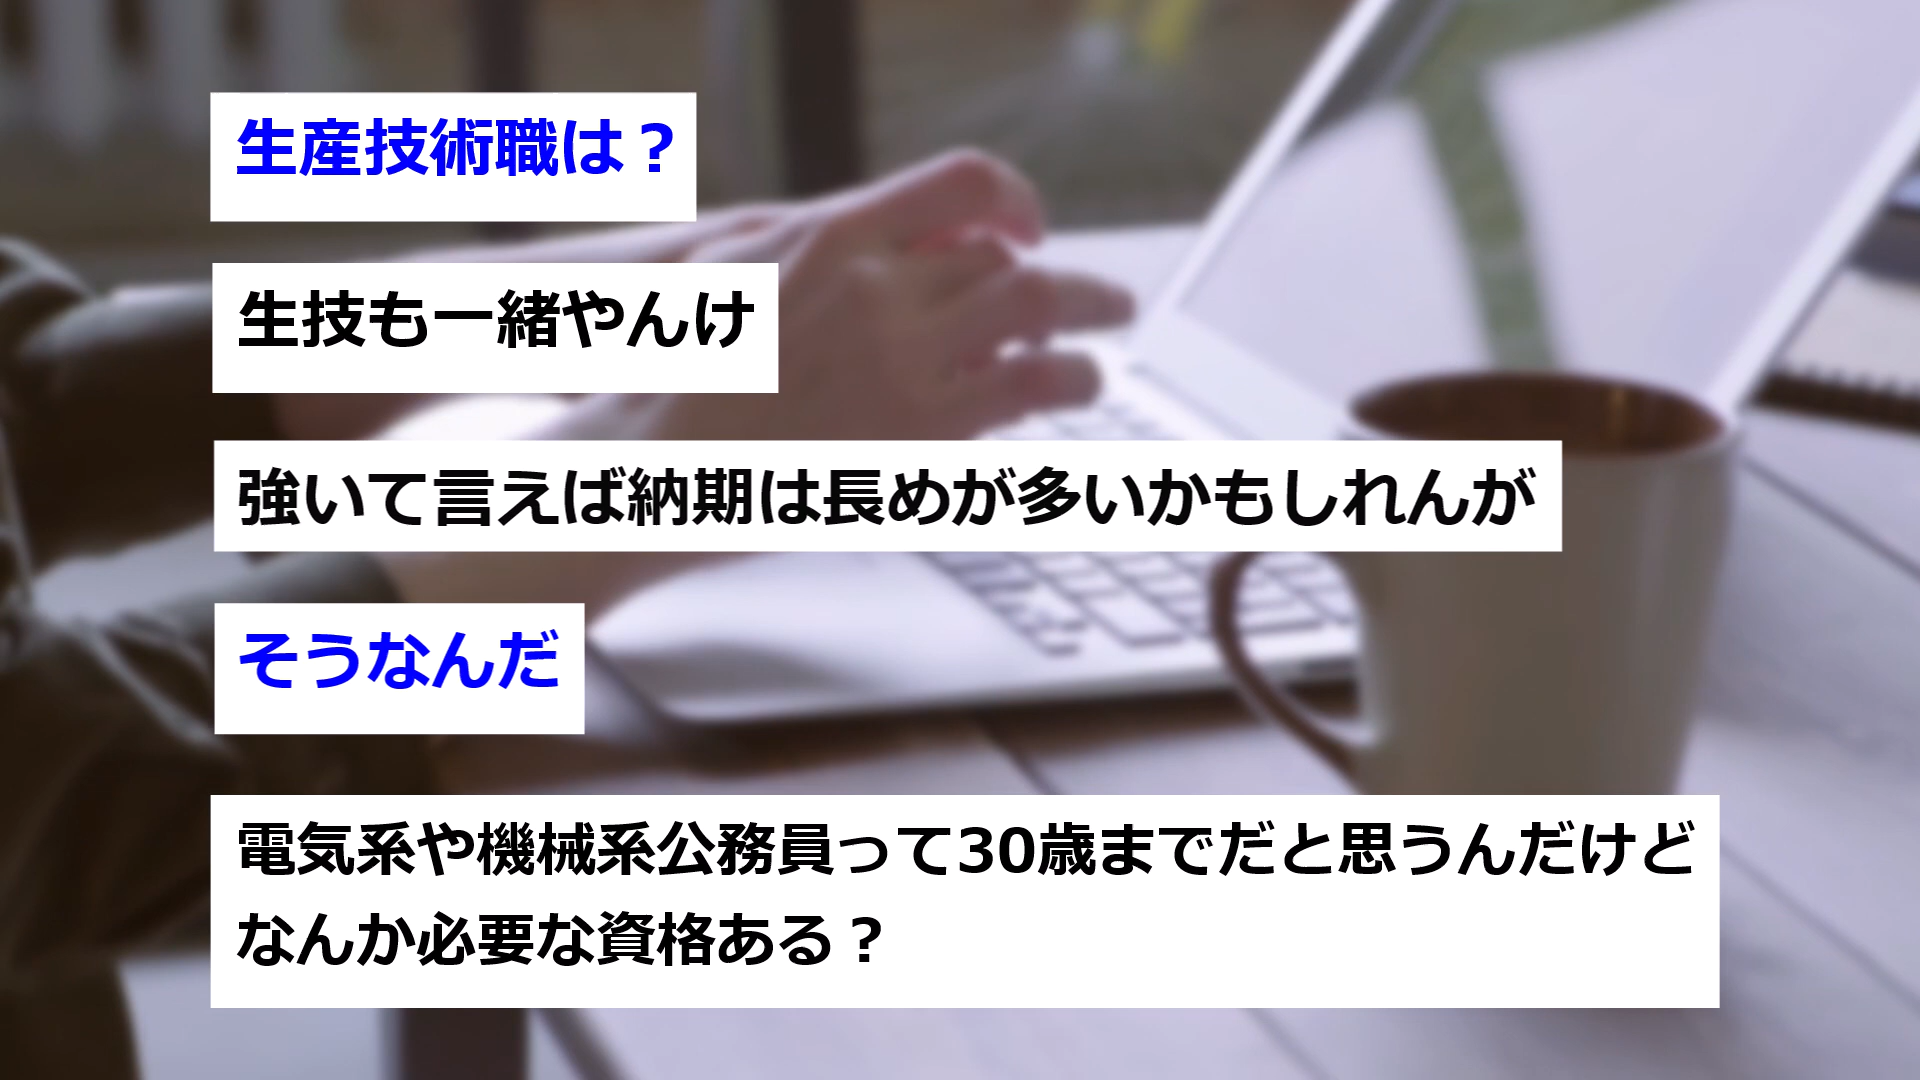 生産技術職は？
生技も一緒やんけ
強いて言えば納期は長めが多いかもしれんが
そうなんだ
電気系や機械系公務員って30歳までだと思うんだけど
なんか必要な資格ある？